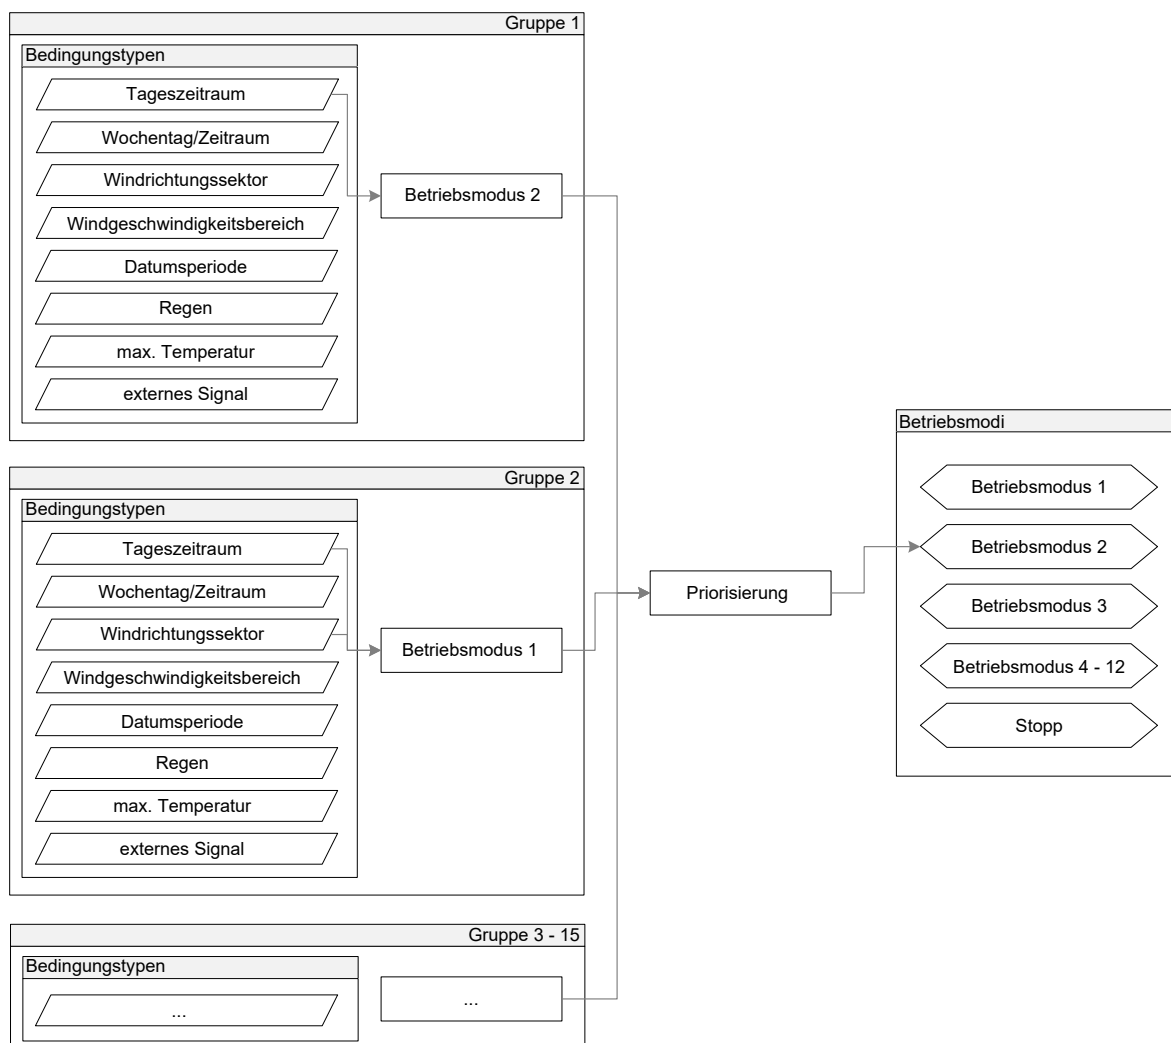 Gruppe 1
Bedingungstypen
Tageszeitraum
Wochentag/Zeitraum
Windrichtungssektor
Windgeschwindigkeitsbereich
Datumsperiode
Regen
max. Temperatur
externes Signal
Betriebsmodus 2
Gruppe 2
Bedingungstypen
Tageszeitraum
Wochentag/Zeitraum
Windrichtungssektor
Windgeschwindigkeitsbereich
Datumsperiode
Regen
max. Temperatur
externes Signal
Betriebsmodus 1
Gruppe 3 - 15
Bedingungstypen
...
...
Priorisierung
Betriebsmodi
Betriebsmodus 1
Betriebsmodus 2
Betriebsmodus 3
Betriebsmodus 4 - 12
Stopp